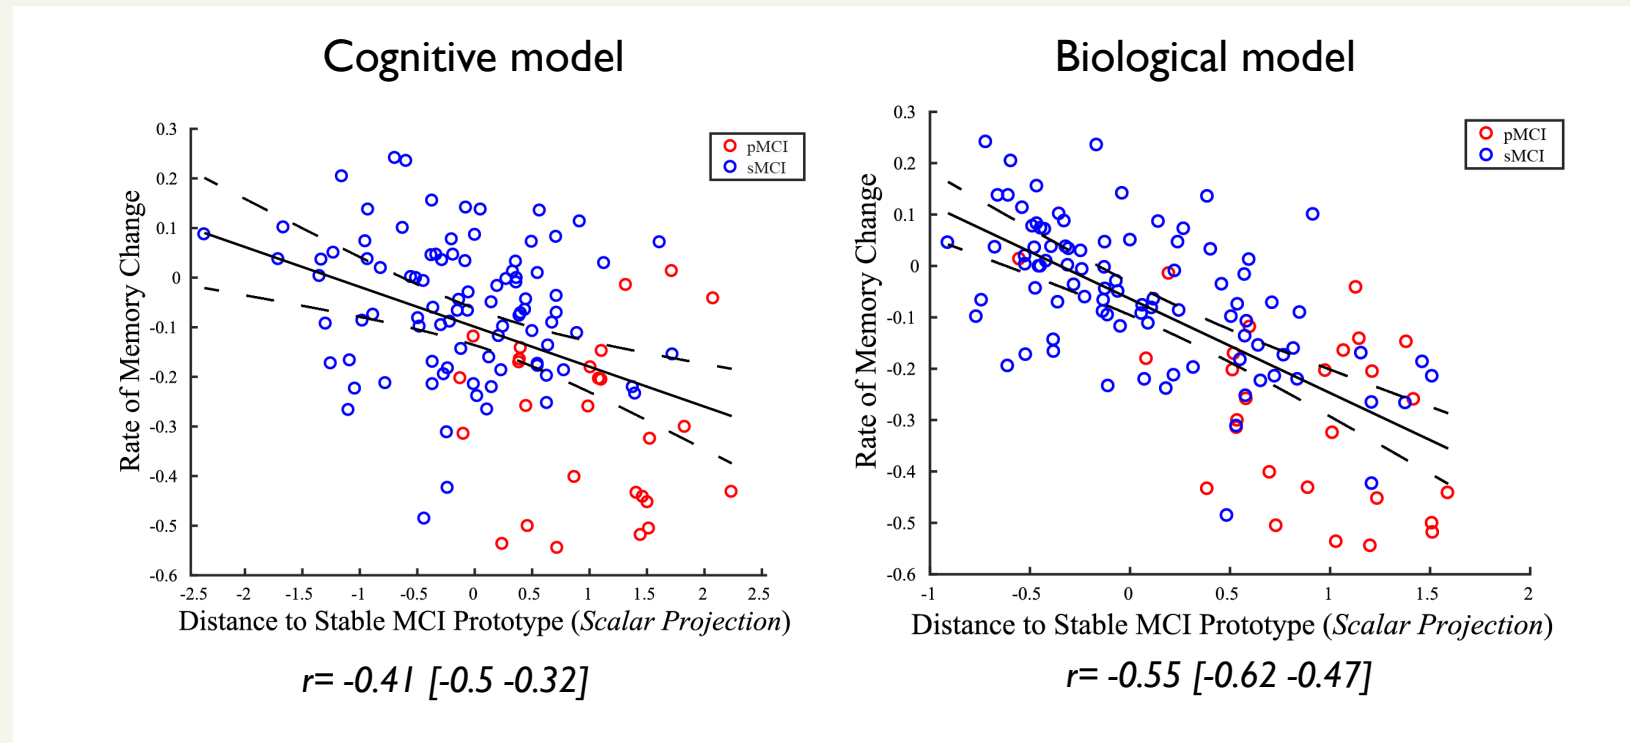 Cognitive model
0.3
0.2
0.1
0
-0.1
-0.2
-0.3
-0.4
-0.5
-0.6
Rate of Memory Change
pMCI
sMCI
-2.5 -2 -1.5 -1 -0.5 0 0.5 1 1.5 2 2.5
Distance to Stable MCI Prototype (Scalar Projection)
r= -0.41 [-0.5 -0.32]
Biological model
0.3
0.2
0.1
0
-0.1
-0.2
-0.3
-0.4
-0.5
-0.6
Rate of Memory Change
pMCI
sMCI
-1 -0.5 0 0.5 1 1.5 2
Distance to Stable MCI Prototype (Scalar Projection)
r= -0.55 [-0.62 -0.47]